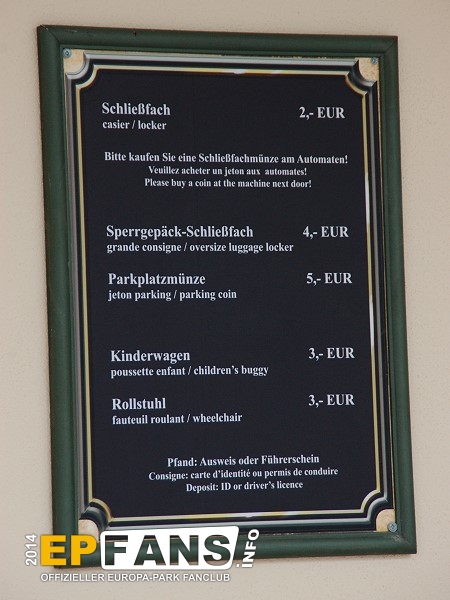 Schließfach 2,- EUR
casier / locker
Bitte kaufen Sie eine Schließfachmünze am Automaten!
Veuillez acheter un jeton aux automates!
Please buy a coin at the machine next door!
Sperrgepäck-Schließfach 4,- EUR
grande consigne / oversize luggage locker
Parkplatzmünze 5,- EUR
jeton parking / parking coin
Kinderwagen 3,- EUR
poussette enfant / children's buggy
Rollstuhl 3,- EUR
fauteuil roulant / wheelchair
Pfand: Ausweis oder Führerschein
Consigne: carte d'identité ou permis de conduire
Deposit: ID or driver's licence
2014 EPFANS.INFO
OFFIZIELLER EUROPA-PARK FANCLUB